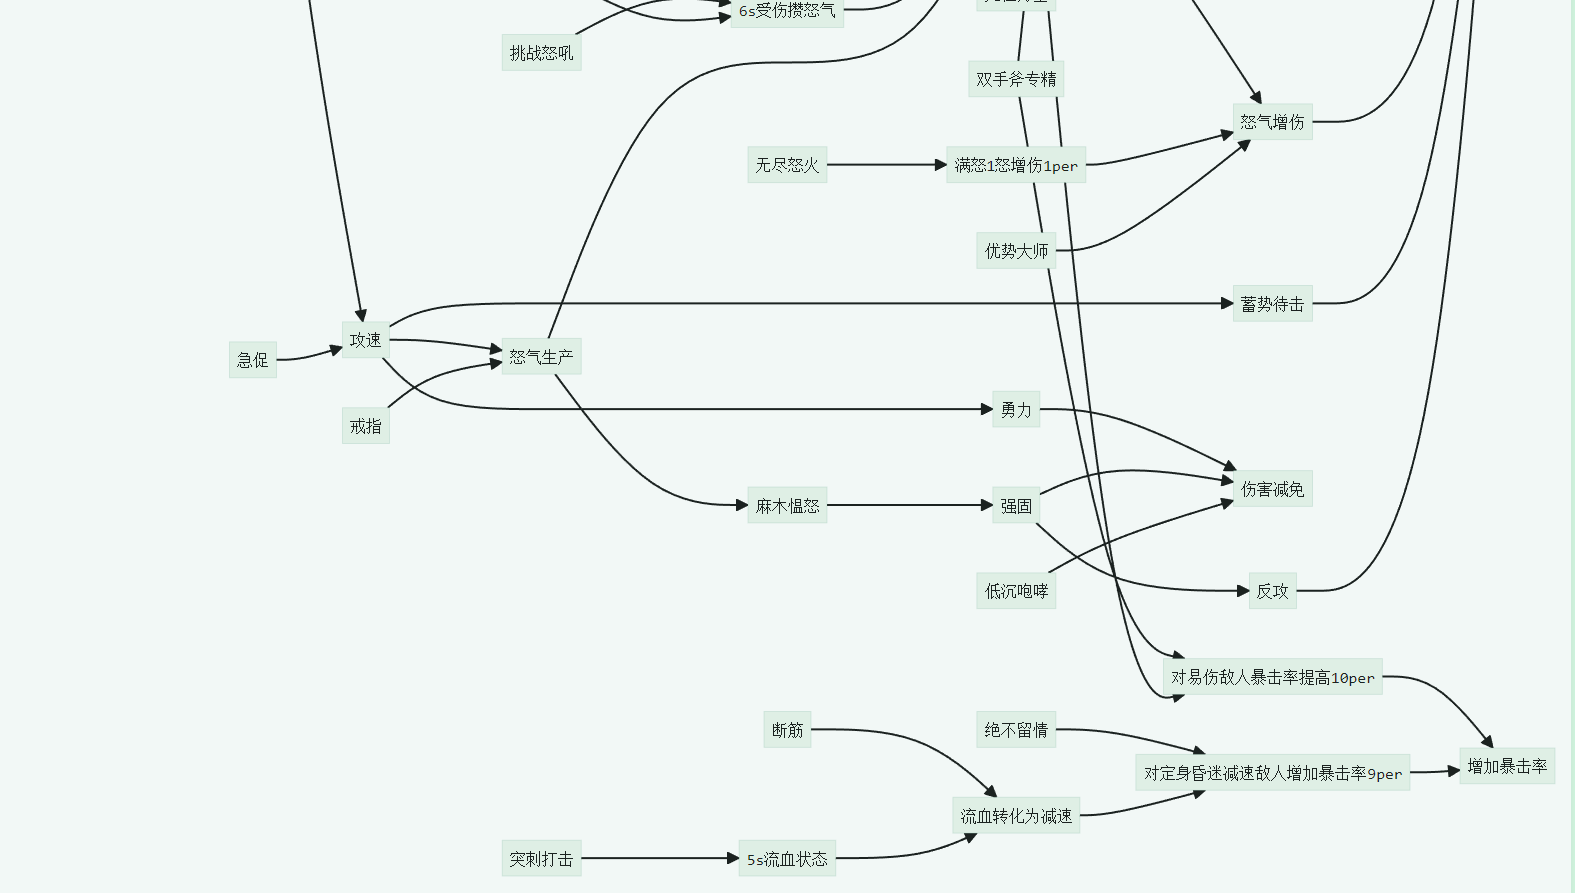 6s受伤攒怒气
挑战怒吼
双手斧专精
怒气增伤
无尽怒火
满怒1怒增伤1per
优势大师
蓄势待击
攻速
急促
怒气生产
戒指
勇力
伤害减免
麻木愠怒
强固
低沉咆哮
反攻
对易伤敌人暴击率提高10per
断筋
绝不留情
对定身昏迷减速敌人增加暴击率9per
增加暴击率
流血转化为减速
突刺打击
5s流血状态